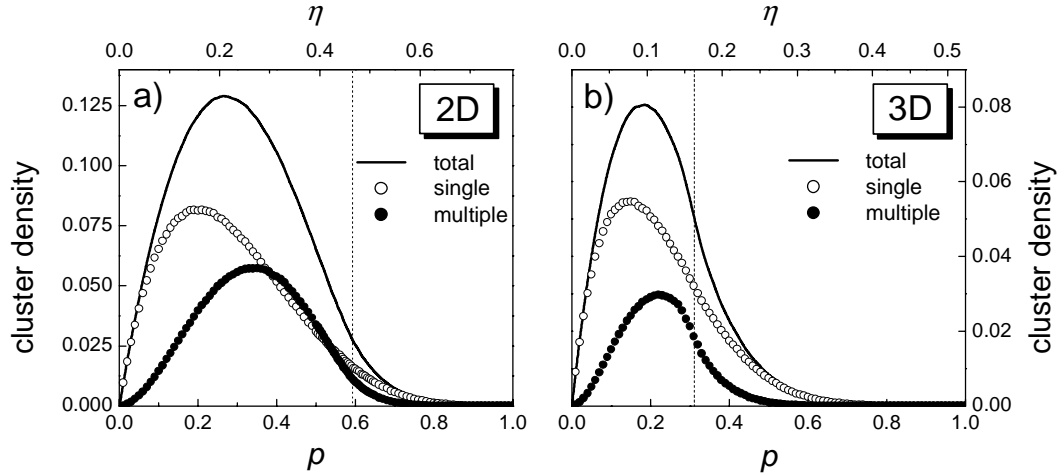 η η
0.0 0.2 0.4 0.6 0.0 0.1 0.2 0.3 0.4 0.5
a) 2D b) 3D
0.125 0.08
total total
single single
multiple multiple
0.100
0.06
0.075
0.04
0.050
0.02
0.025
0.000 0.00
cluster density cluster density
0.0 0.2 0.4 0.6 0.8 1.0 0.0 0.2 0.4 0.6 0.8 1.0
p p